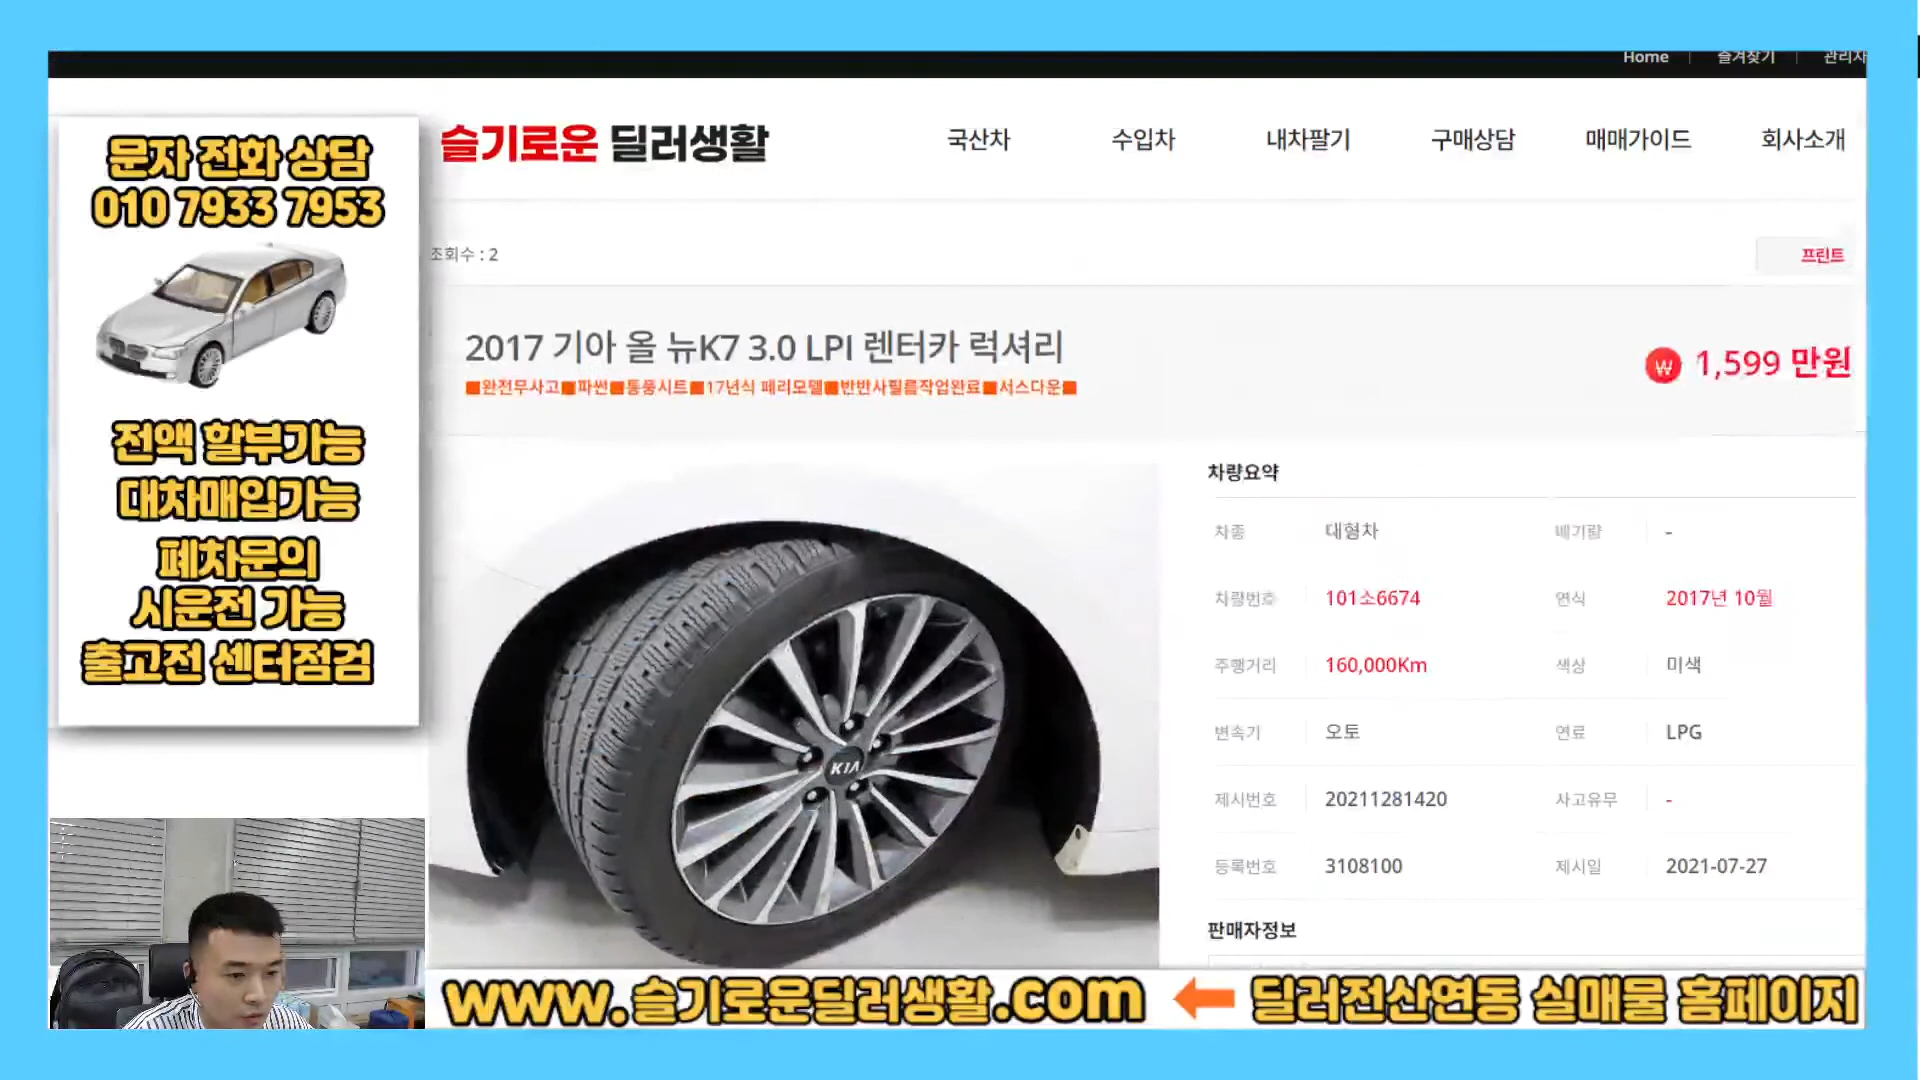 Home 즐겨찾기 관리자
슬기로운 딜러생활 국산차 수입차 내차팔기 구매상담 매매가이드 회사소개
문자 전화 상담
010 7933 7953
전액 할부가능
대차매입가능
폐차문의
시운전 가능
출고전 센터점검
조회수 : 2
프린트
2017 기아 올 뉴K7 3.0 LPI 렌터카 럭셔리
₩ 1,599 만원
■완전무사고■파썬■통풍시트■17년식 페리모델■반반사필름작업완료■서스다운■
KIA
차량요약
차종 대형차 배기량 -
차량번호 101소6674 연식 2017년 10월
주행거리 160,000Km 색상 미색
변속기 오토 연료 LPG
제시번호 20211281420 사고유무 -
등록번호 3108100 제시일 2021-07-27
판매자정보
www.슬기로운딜러생활.com ← 딜러전산연동 실매물 홈페이지